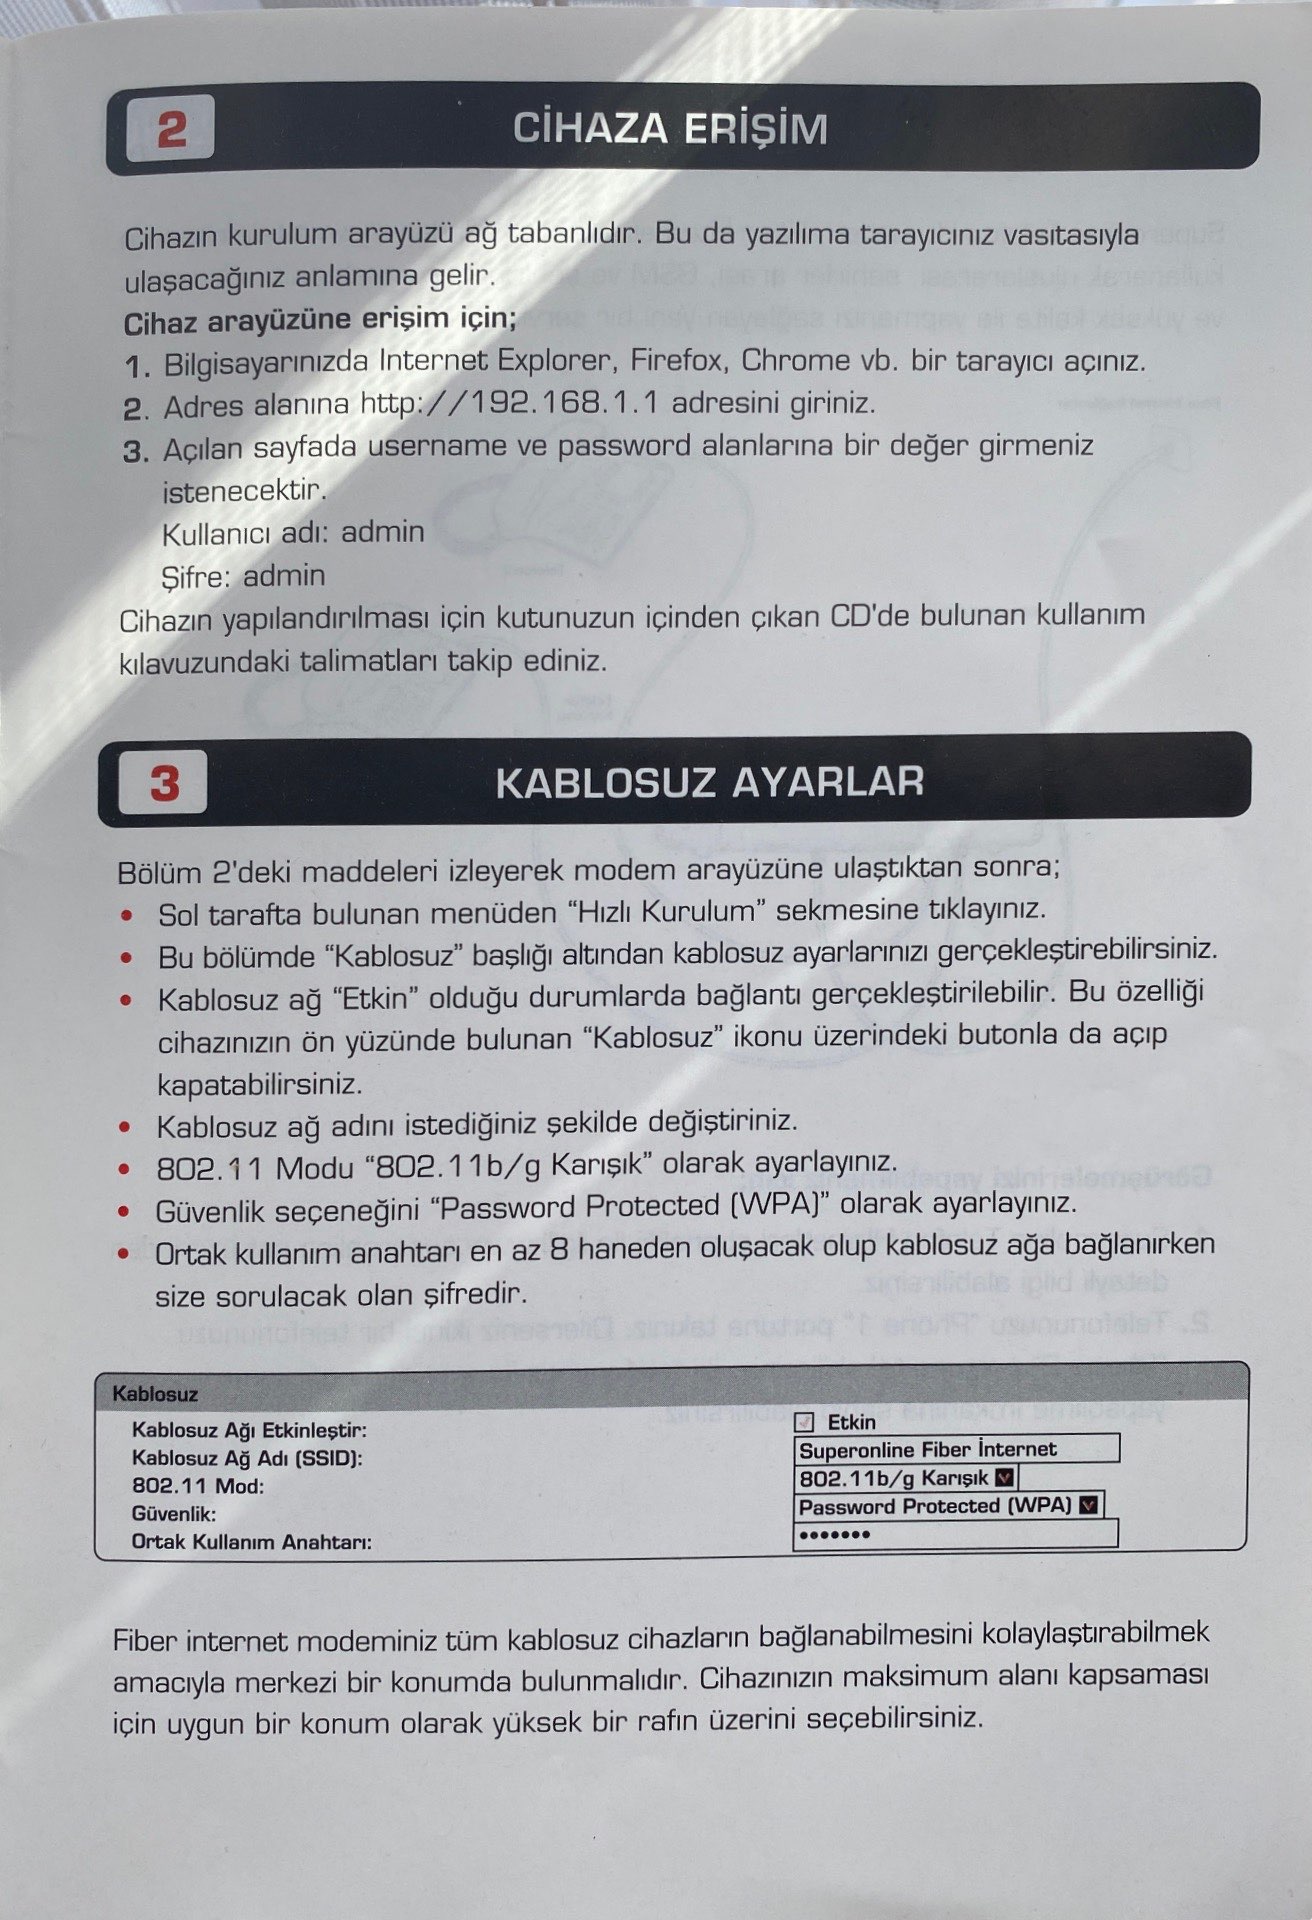 2
CİHAZA ERİŞİM
Cihazın kurulum arayüzü ağ tabanlıdır. Bu da yazılıma tarayıcınız vasıtasıyla
ulaşacağınız anlamına gelir.
Cihaz arayüzüne erişim için;
1. Bilgisayarınızda Internet Explorer, Firefox, Chrome vb. bir tarayıcı açınız.
2. Adres alanına http://192.168.1.1 adresini giriniz.
3. Açılan sayfada username ve password alanlarına bir değer girmeniz
istenecektir.
Kullanıcı adı: admin
Şifre: admin
Cihazın yapılandırılması için kutunuzun içinden çıkan CD'de bulunan kullanım
kılavuzundaki talimatları takip ediniz.
3
KABLOSUZ AYARLAR
Bölüm 2'deki maddeleri izleyerek modem arayüzüne ulaştıktan sonra;
• Sol tarafta bulunan menüden “Hızlı Kurulum” sekmesine tıklayınız.
• Bu bölümde “Kablosuz” başlığı altından kablosuz ayarlarınızı gerçekleştirebilirsiniz.
• Kablosuz ağ “Etkin” olduğu durumlarda bağlantı gerçekleştirilebilir. Bu özelliği
cihazınızın ön yüzünde bulunan “Kablosuz” ikonu üzerindeki butonla da açıp
kapatabilirsiniz.
• Kablosuz ağ adını istediğiniz şekilde değiştiriniz.
• 802.11 Modu “802.11b/g Karışık” olarak ayarlayınız.
• Güvenlik seçeneğini “Password Protected (WPA)” olarak ayarlayınız.
• Ortak kullanım anahtarı en az 8 haneden oluşacak olup kablosuz ağa bağlanırken
size sorulacak olan şifredir.
Kablosuz
Kablosuz Ağı Etkinleştir: Etkin
Kablosuz Ağ Adı (SSID): Superonline Fiber İnternet
802.11 Mod: 802.11b/g Karışık
Güvenlik: Password Protected (WPA)
Ortak Kullanım Anahtarı: •••••••
Fiber internet modeminiz tüm kablosuz cihazların bağlanabilmesini kolaylaştırabilmek
amacıyla merkezi bir konumda bulunmalıdır. Cihazınızın maksimum alanı kapsaması
için uygun bir konum olarak yüksek bir rafın üzerini seçebilirsiniz.